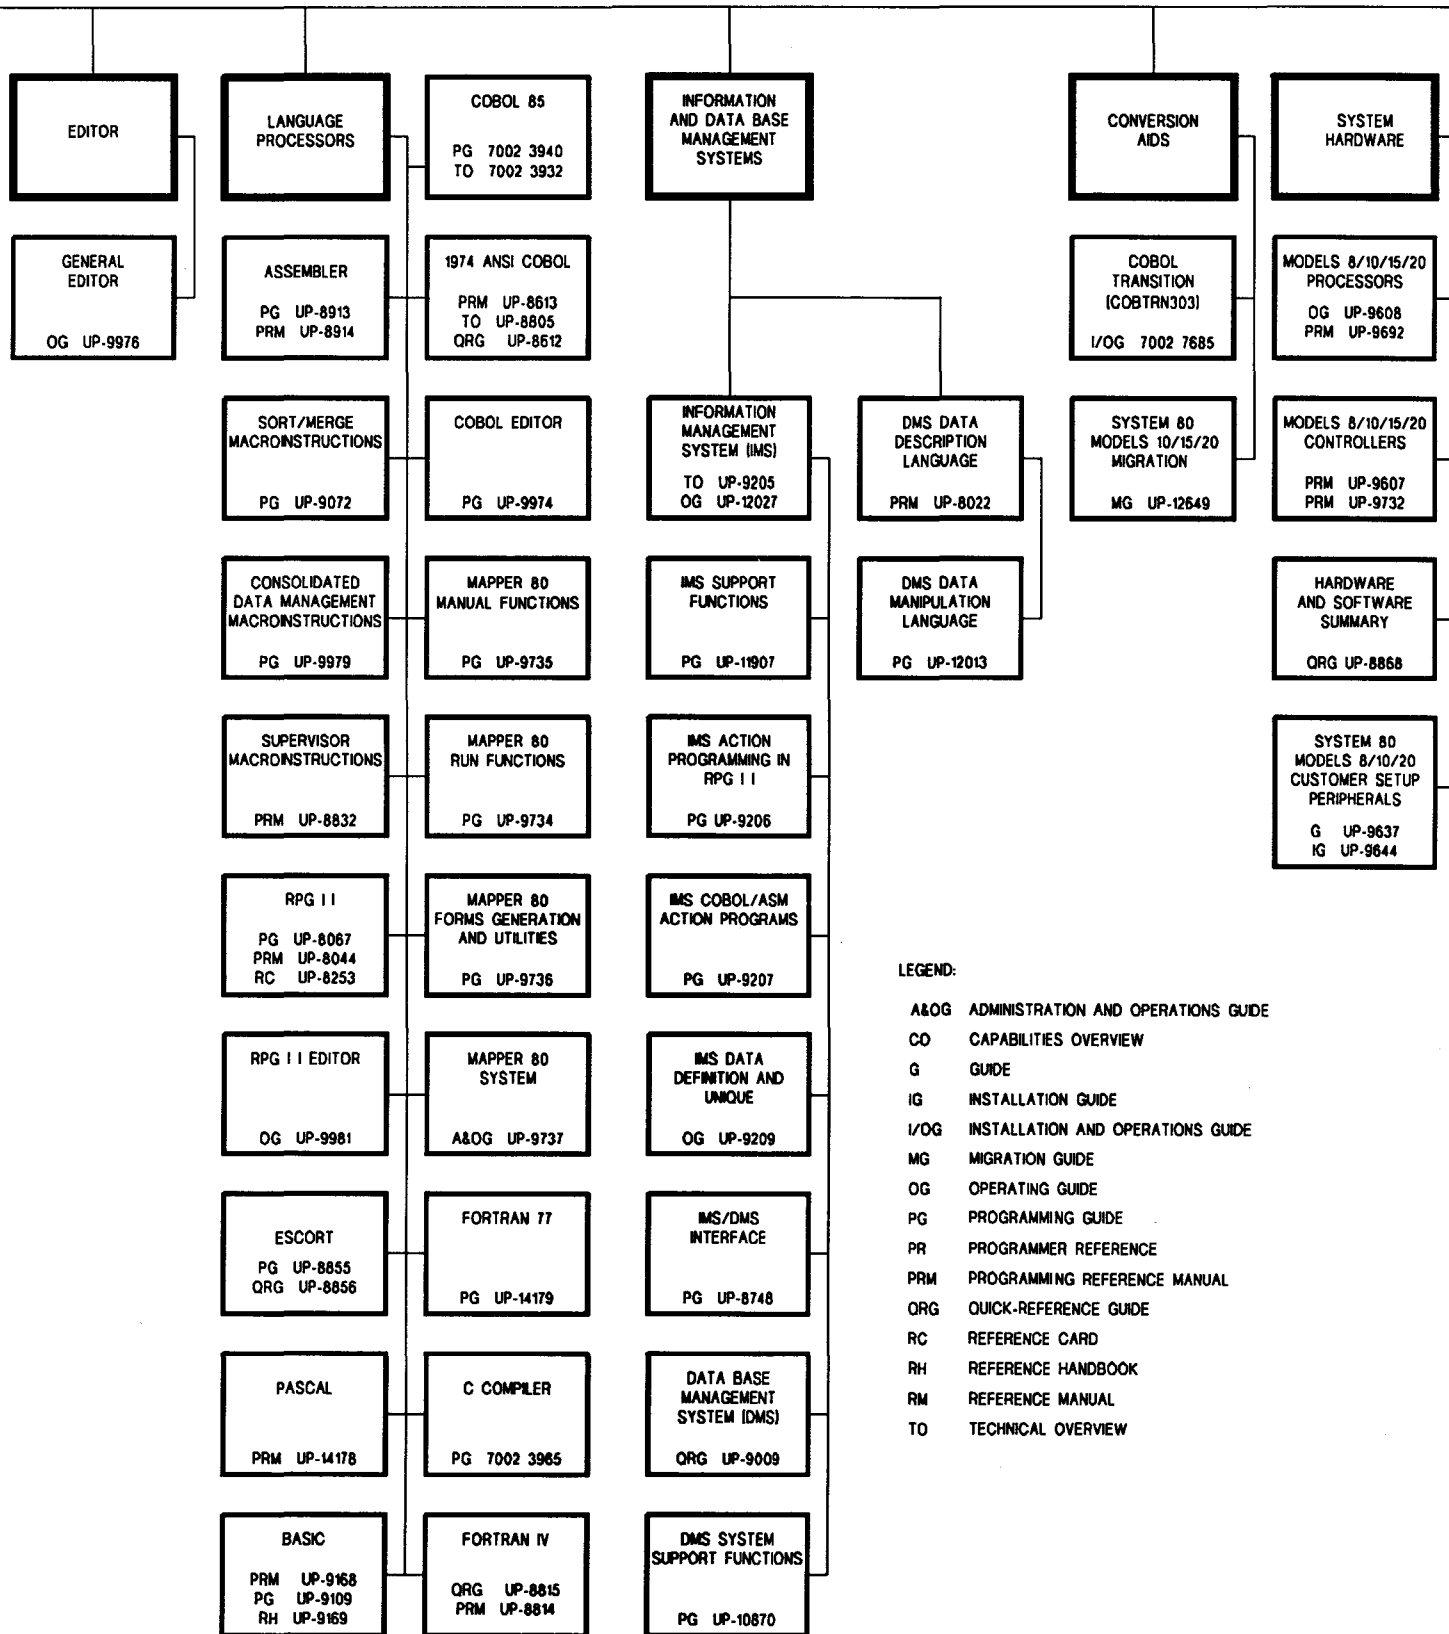 EDITOR
GENERAL
EDITOR
OG UP-9976
LANGUAGE
PROCESSORS
COBOL 85
PG 7002 3940
TO 7002 3932
ASSEMBLER
PG UP-8913
PRM UP-8914
1974 ANSI COBOL
PRM UP-8613
TO UP-8805
QRG UP-8612
SORT/MERGE
MACROINSTRUCTIONS
PG UP-9072
COBOL EDITOR
PG UP-9974
CONSOLIDATED
DATA MANAGEMENT
MACROINSTRUCTIONS
PG UP-9979
MAPPER 80
MANUAL FUNCTIONS
PG UP-9735
SUPERVISOR
MACROINSTRUCTIONS
PRM UP-8832
MAPPER 80
RUN FUNCTIONS
PG UP-9734
RPG II
PG UP-8067
PRM UP-8044
RC UP-8253
MAPPER 80
FORMS GENERATION
AND UTILITIES
PG UP-9736
RPG II EDITOR
OG UP-9981
MAPPER 80
SYSTEM
A&OG UP-9737
ESCORT
PG UP-8855
QRG UP-8856
FORTRAN 77
PG UP-14179
PASCAL
PRM UP-14178
C COMPILER
PG 7002 3965
BASIC
PRM UP-9168
PG UP-9109
RH UP-9169
FORTRAN IV
QRG UP-8815
PRM UP-8814
INFORMATION
AND DATA BASE
MANAGEMENT
SYSTEMS
INFORMATION
MANAGEMENT
SYSTEM (IMS)
TO UP-9205
OG UP-12027
DMS DATA
DESCRIPTION
LANGUAGE
PRM UP-8022
IMS SUPPORT
FUNCTIONS
PG UP-11907
DMS DATA
MANIPULATION
LANGUAGE
PG UP-12013
IMS ACTION
PROGRAMMING IN
RPG II
PG UP-9206
IMS COBOL/ASM
ACTION PROGRAMS
PG UP-9207
IMS DATA
DEFINITION AND
UNIQUE
OG UP-9209
IMS/DMS
INTERFACE
PG UP-8748
DATA BASE
MANAGEMENT
SYSTEM (DMS)
QRG UP-9009
DMS SYSTEM
SUPPORT FUNCTIONS
PG UP-10870
CONVERSION
AIDS
COBOL
TRANSITION
(COBTRN303)
I/OG 7002 7685
SYSTEM 80
MODELS 10/15/20
MIGRATION
MG UP-12649
SYSTEM
HARDWARE
MODELS 8/10/15/20
PROCESSORS
OG UP-9608
PRM UP-9692
MODELS 8/10/15/20
CONTROLLERS
PRM UP-9607
PRM UP-9732
HARDWARE
AND SOFTWARE
SUMMARY
QRG UP-8868
SYSTEM 80
MODELS 8/10/20
CUSTOMER SETUP
PERIPHERALS
G UP-9637
IG UP-9644
LEGEND:
A&OG ADMINISTRATION AND OPERATIONS GUIDE
CO CAPABILITIES OVERVIEW
G GUIDE
IG INSTALLATION GUIDE
I/OG INSTALLATION AND OPERATIONS GUIDE
MG MIGRATION GUIDE
OG OPERATING GUIDE
PG PROGRAMMING GUIDE
PR PROGRAMMER REFERENCE
PRM PROGRAMMING REFERENCE MANUAL
QRG QUICK-REFERENCE GUIDE
RC REFERENCE CARD
RH REFERENCE HANDBOOK
RM REFERENCE MANUAL
TO TECHNICAL OVERVIEW